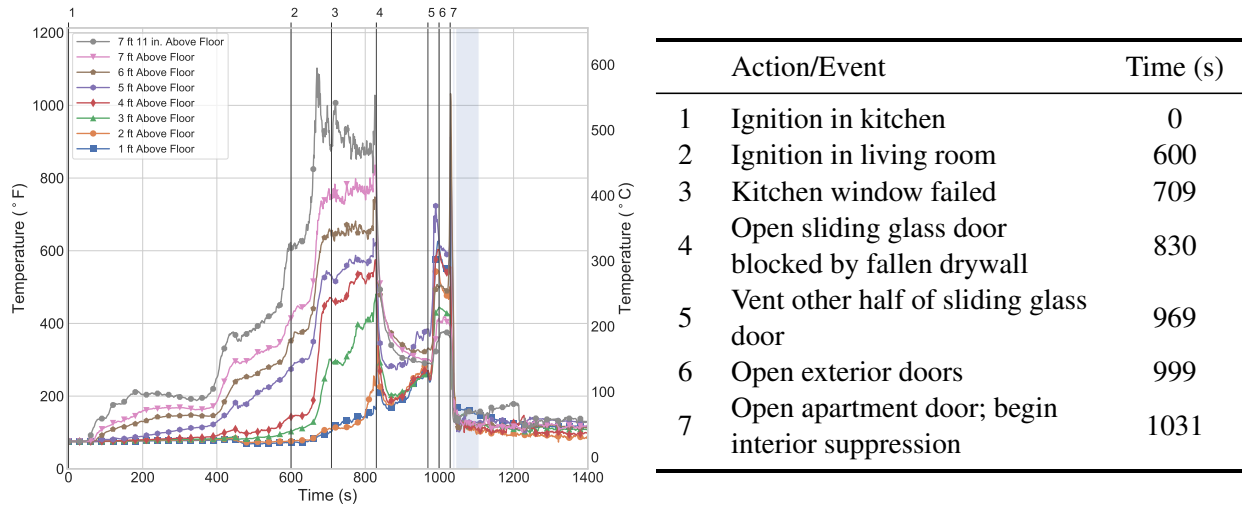 1 2 3 4 5 6 7
1200
1000
800
600
400
200
0
Temperature (° F)
7 ft 11 in. Above Floor
7 ft Above Floor
6 ft Above Floor
5 ft Above Floor
4 ft Above Floor
3 ft Above Floor
2 ft Above Floor
1 ft Above Floor
600
500
400
300
200
100
0
Temperature (° C)
0 200 400 600 800 1000 1200 1400
Time (s)
Action/Event Time (s)
1 Ignition in kitchen 0
2 Ignition in living room 600
3 Kitchen window failed 709
4 Open sliding glass door
blocked by fallen drywall 830
5 Vent other half of sliding glass
door 969
6 Open exterior doors 999
7 Open apartment door; begin
interior suppression 1031